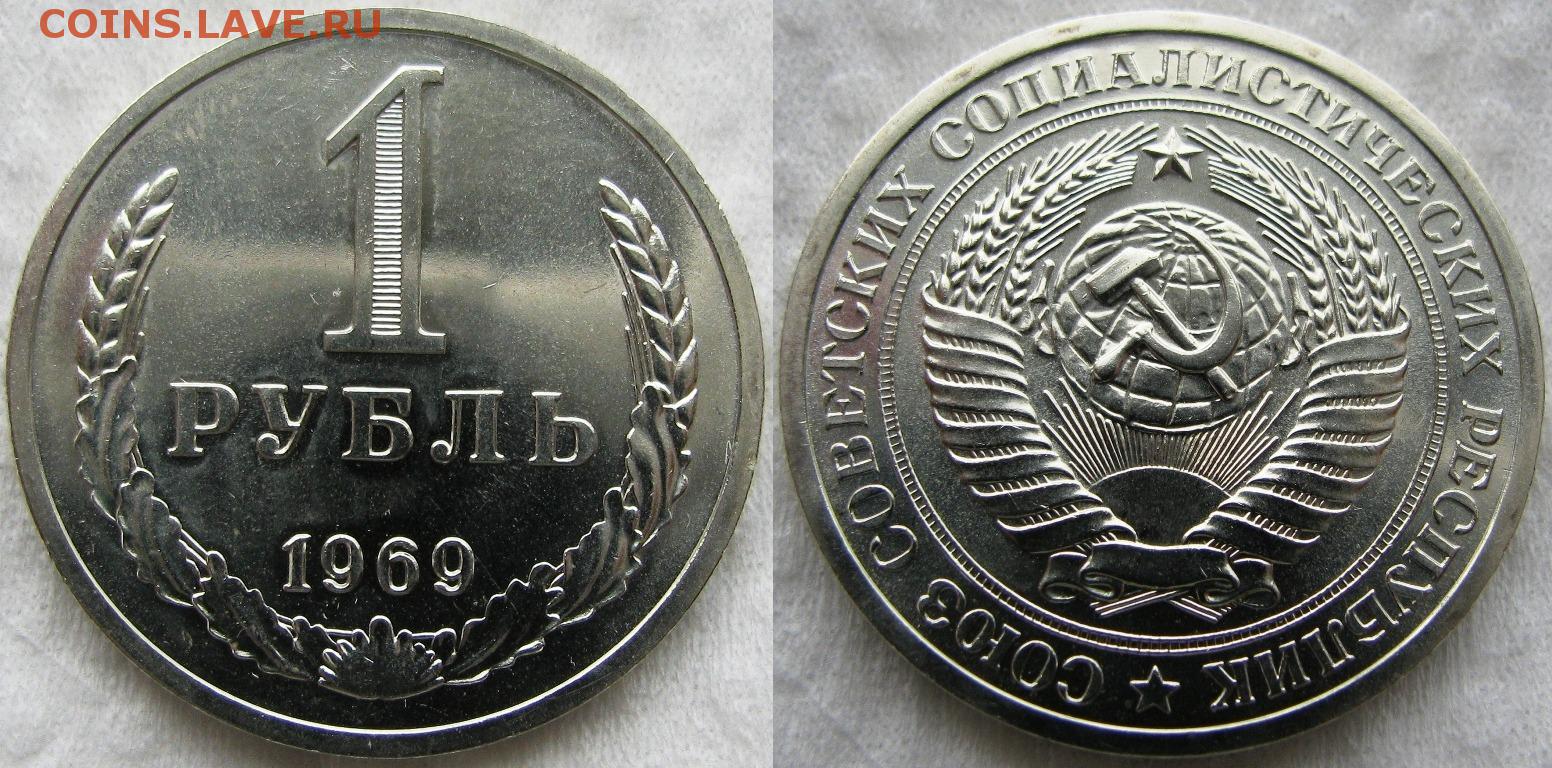 COINS.LAVE.RU
1
РУБЛЬ
1969
СОЮЗ СОВЕТСКИХ СОЦИАЛИСТИЧЕСКИХ РЕСПУБЛИК